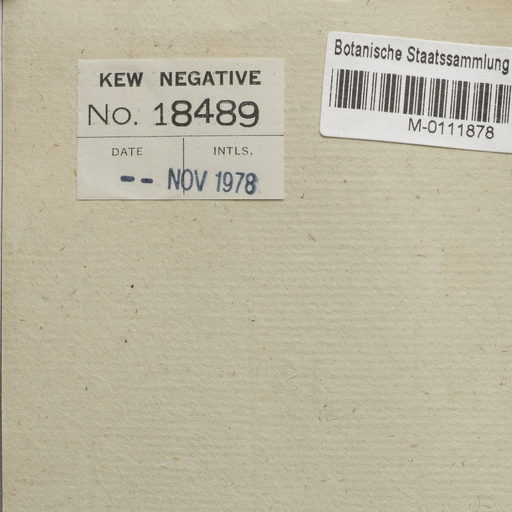 KEW NEGATIVE
No. 18489
DATE INTLS.
-- NOV 1978
Botanische Staatssammlung
M-0111878